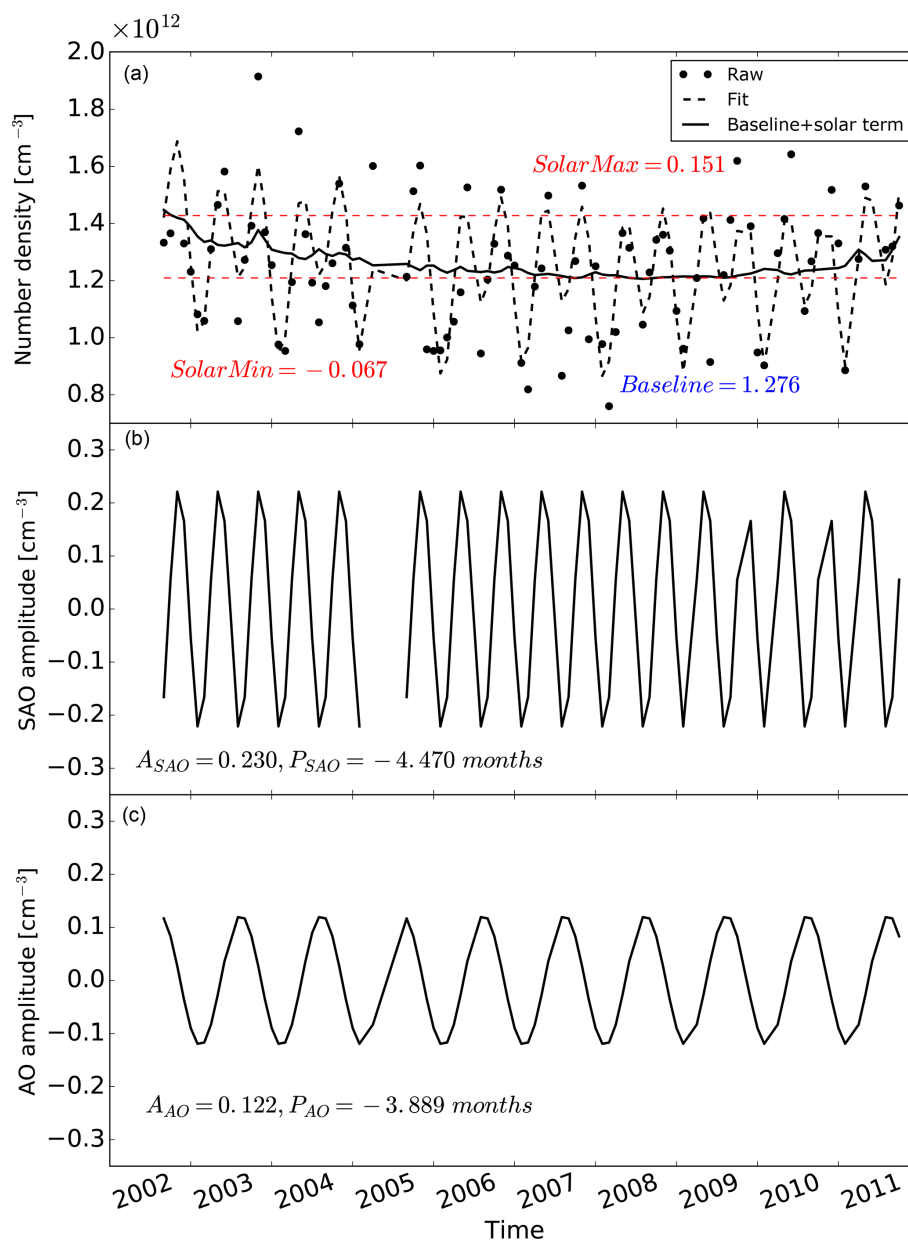 ×10¹²
(a)
2.0
1.8
1.6
1.4
1.2
1.0
0.8
Number density [cm⁻³]
Raw
Fit
Baseline+solar term
SolarMax = 0.151
SolarMin = −0.067
Baseline = 1.276
(b)
0.3
0.2
0.1
0.0
−0.1
−0.2
−0.3
SAO amplitude [cm⁻³]
A_SAO = 0.230, P_SAO = −4.470 months
(c)
0.3
0.2
0.1
0.0
−0.1
−0.2
−0.3
AO amplitude [cm⁻³]
A_AO = 0.122, P_AO = −3.889 months
2002 2003 2004 2005 2006 2007 2008 2009 2010 2011
Time